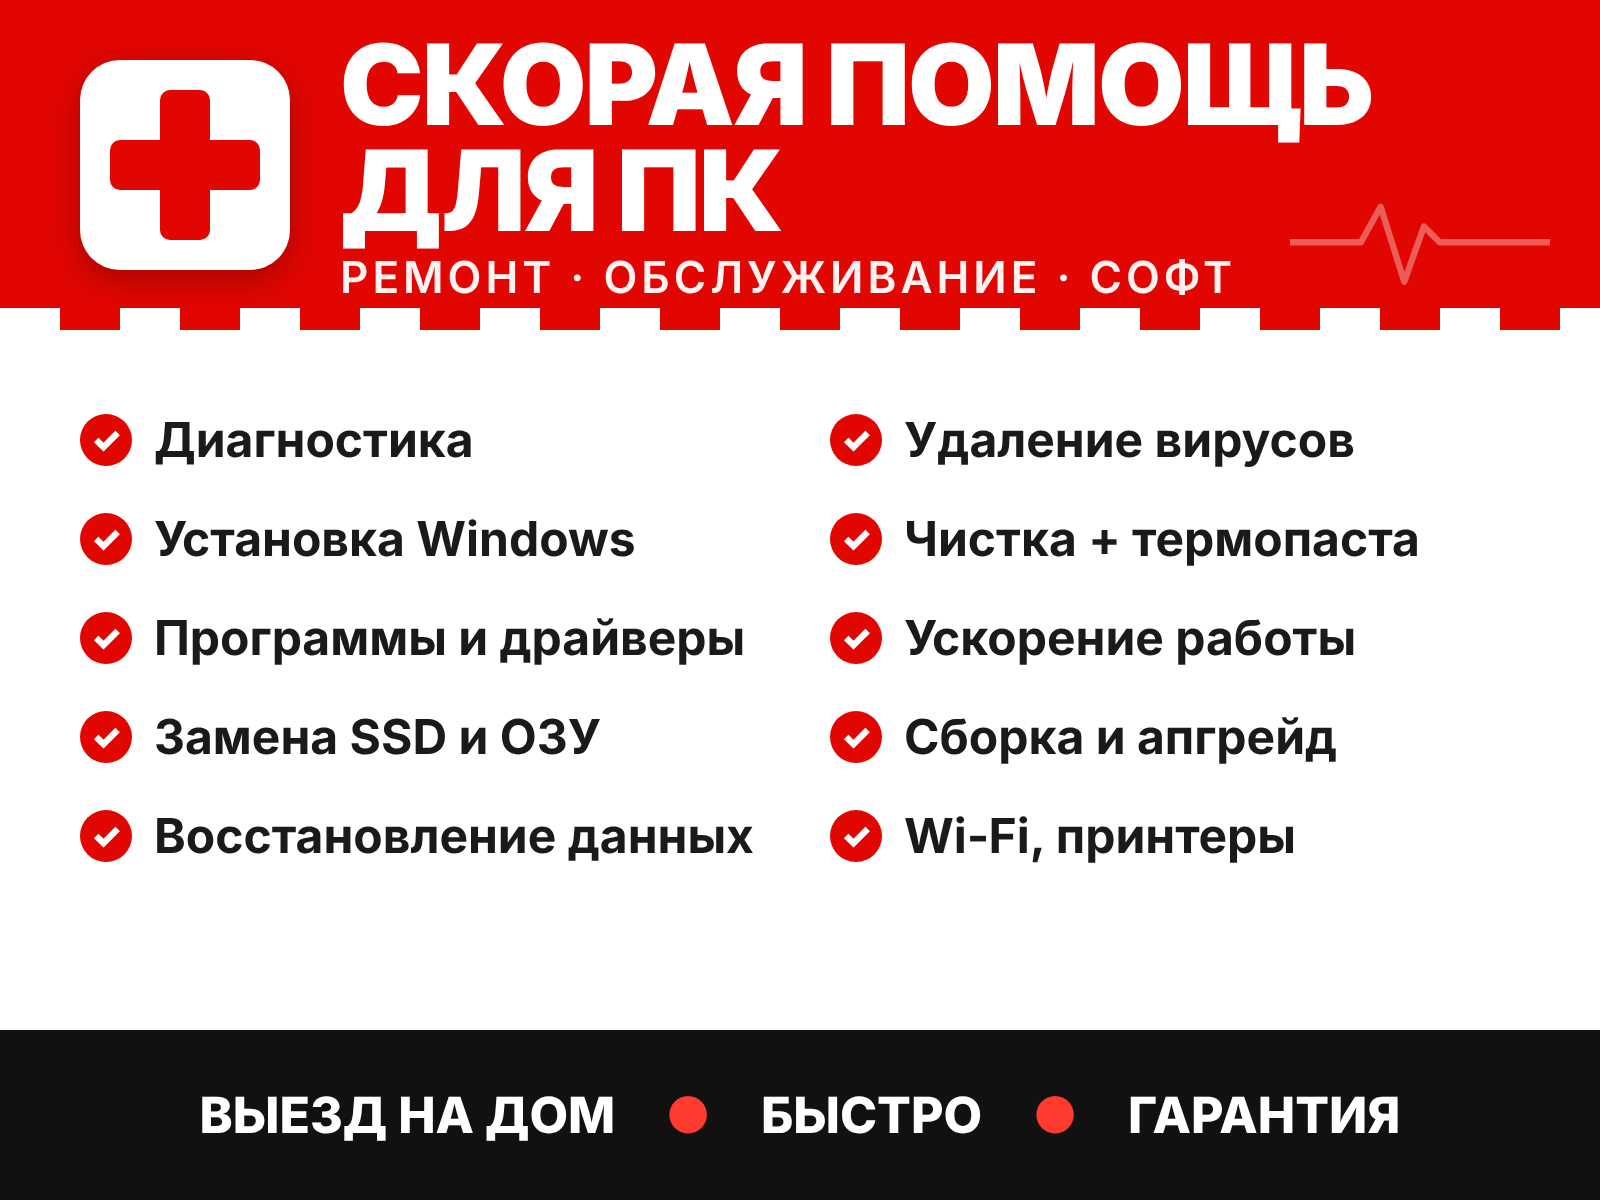 СКОРАЯ ПОМОЩЬ
ДЛЯ ПК
РЕМОНТ · ОБСЛУЖИВАНИЕ · СОФТ
Диагностика
Удаление вирусов
Установка Windows
Чистка + термопаста
Программы и драйверы
Ускорение работы
Замена SSD и ОЗУ
Сборка и апгрейд
Восстановление данных
Wi-Fi, принтеры
ВЫЕЗД НА ДОМ ● БЫСТРО ● ГАРАНТИЯ